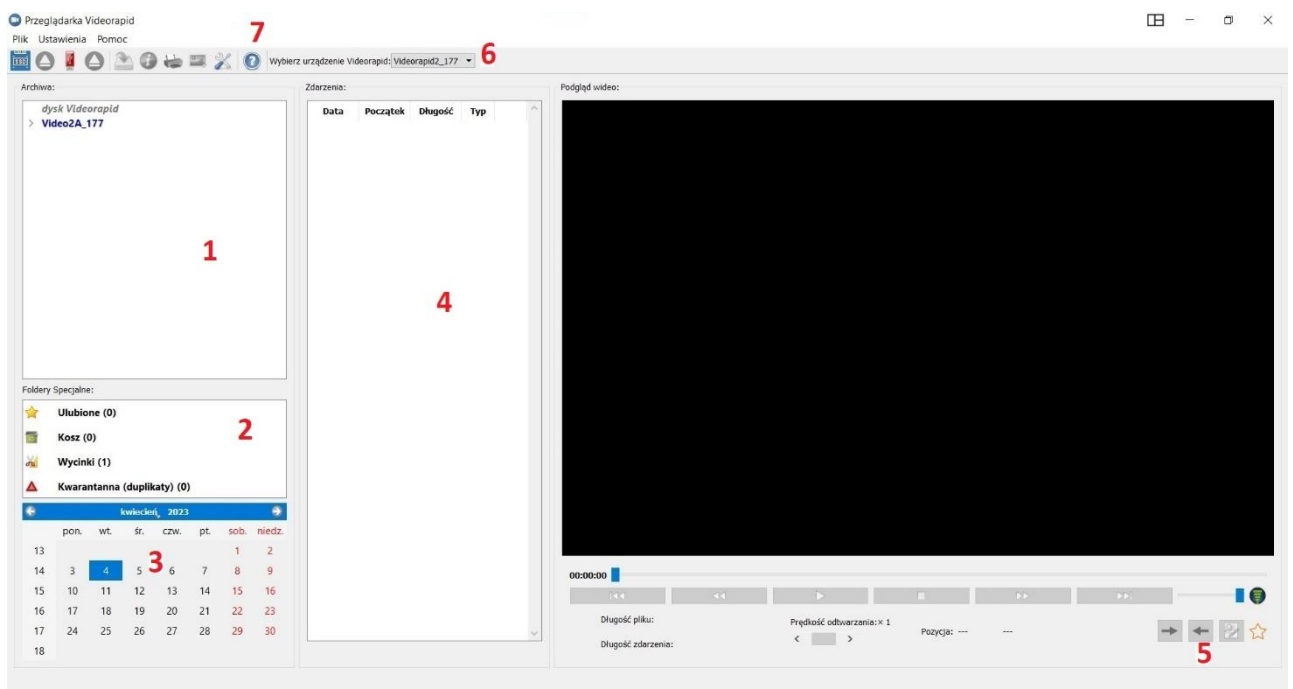 Przeglądarka Videorapid
7
Plik Ustawienia Pomoc
Wybierz urządzenie Videorapid: Videorapid2_177 6
Archiwa:
dysk Videorapid
> Video2A_177
1
Foldery Specjalne:
Ulubione (0)
Kosz (0)
2
Wycinki (1)
Kwarantanna (duplikaty) (0)
kwiecień, 2023
pon. wt. śr. czw. pt. sob. niedz.
13 1 2
3
14 3 4 5 6 7 8 9
15 10 11 12 13 14 15 16
16 17 18 19 20 21 22 23
17 24 25 26 27 28 29 30
18
Zdarzenia:
Data Początek Długość Typ
4
Podgląd wideo:
00:00:00
Długość pliku:
Długość zdarzenia:
Prędkość odtwarzania: × 1
< >
Pozycja: --- ---
5